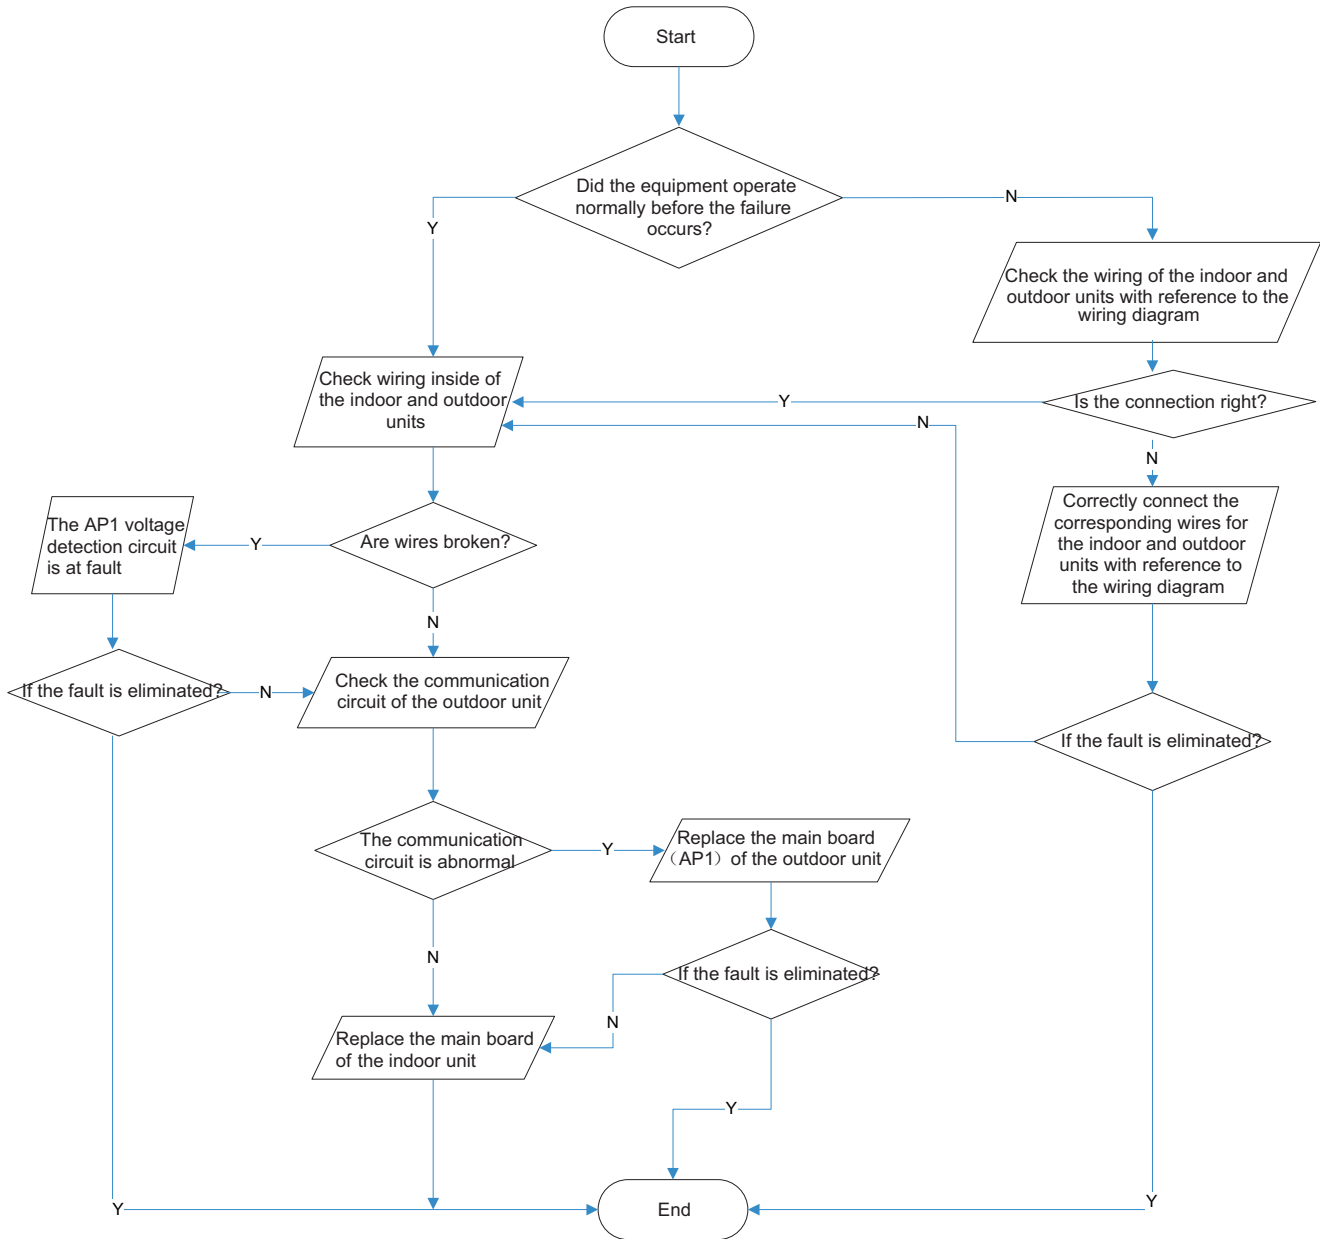 Start
Did the equipment operate
normally before the failure
occurs?
N
Y
Check the wiring of the indoor and
outdoor units with reference to the
wiring diagram
Check wiring inside of
the indoor and outdoor
units
Y
Is the connection right?
N
N
Correctly connect the
corresponding wires for
the indoor and outdoor
units with reference to
the wiring diagram
The AP1 voltage
detection circuit
is at fault
Y
Are wires broken?
N
If the fault is eliminated?
N
Check the communication
circuit of the outdoor unit
If the fault is eliminated?
The communication
circuit is abnormal
Y
Replace the main board
（AP1）of the outdoor unit
N
If the fault is eliminated?
N
Replace the main board
of the indoor unit
Y
Y
End
Y